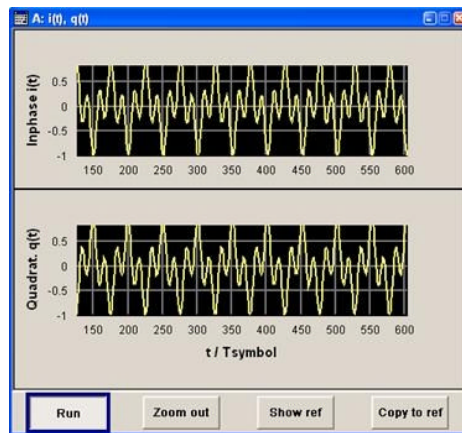 A: i(t), q(t)
Inphase i(t)
0.5
0
-0.5
-1
150 200 250 300 350 400 450 500 550 600
Quadrat. q(t)
0.5
0
-0.5
-1
150 200 250 300 350 400 450 500 550 600
t / Tsymbol
Run Zoom out Show ref Copy to ref